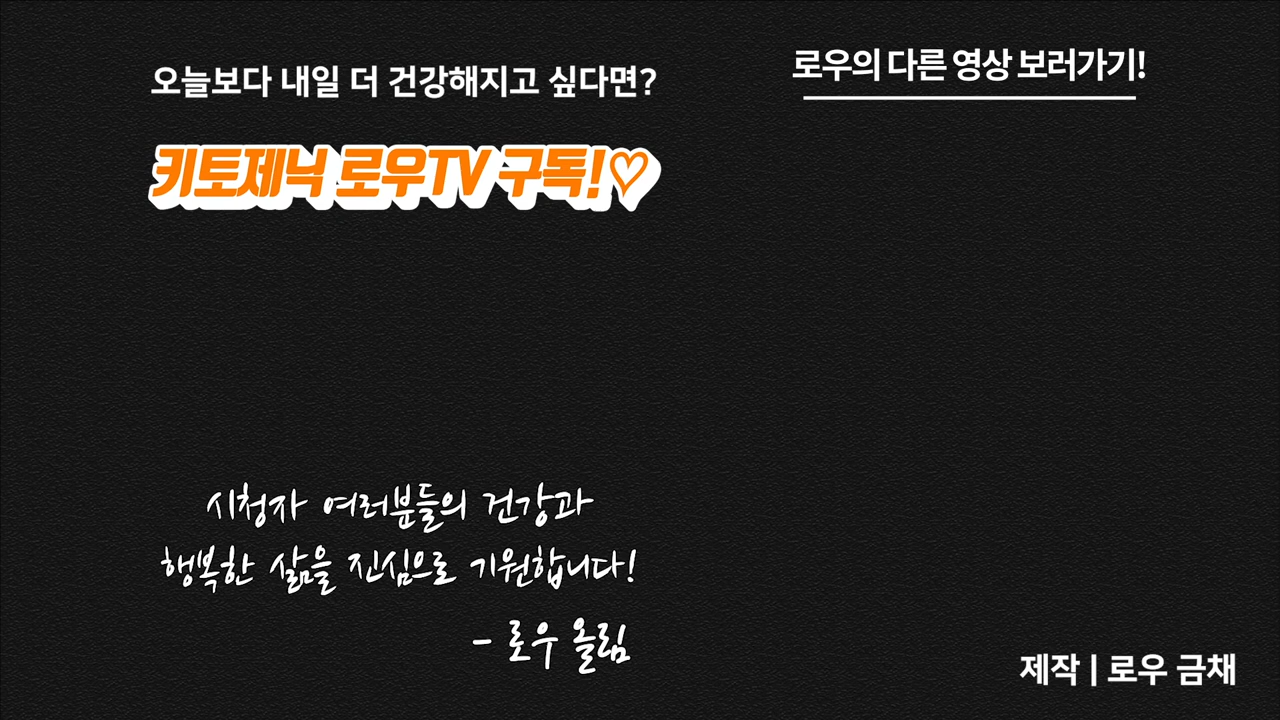 오늘보다 내일 더 건강해지고 싶다면?
키토제닉 로우TV 구독!♡
로우의 다른 영상 보러가기!
시청자 여러분들의 건강과
행복한 삶을 진심으로 기원합니다!
- 로우 올림
제작 | 로우 금채